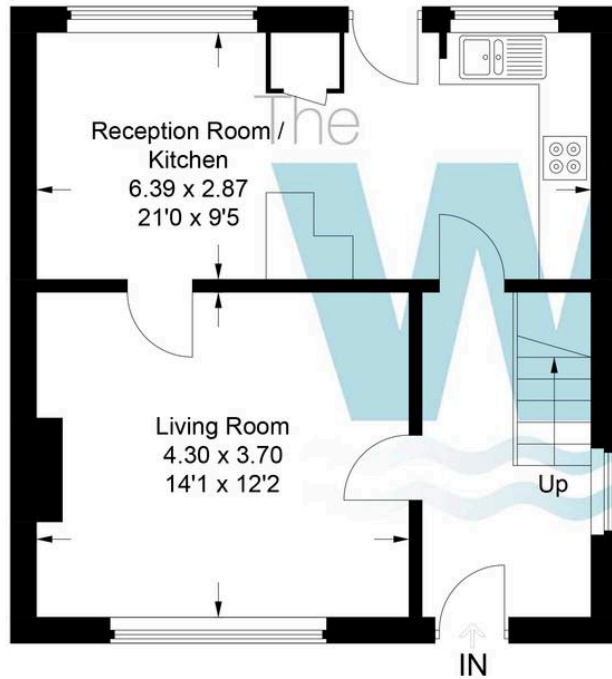 The
W
Reception Room /
Kitchen
6.39 x 2.87
21'0 x 9'5
Living Room
4.30 x 3.70
14'1 x 12'2
Up
IN